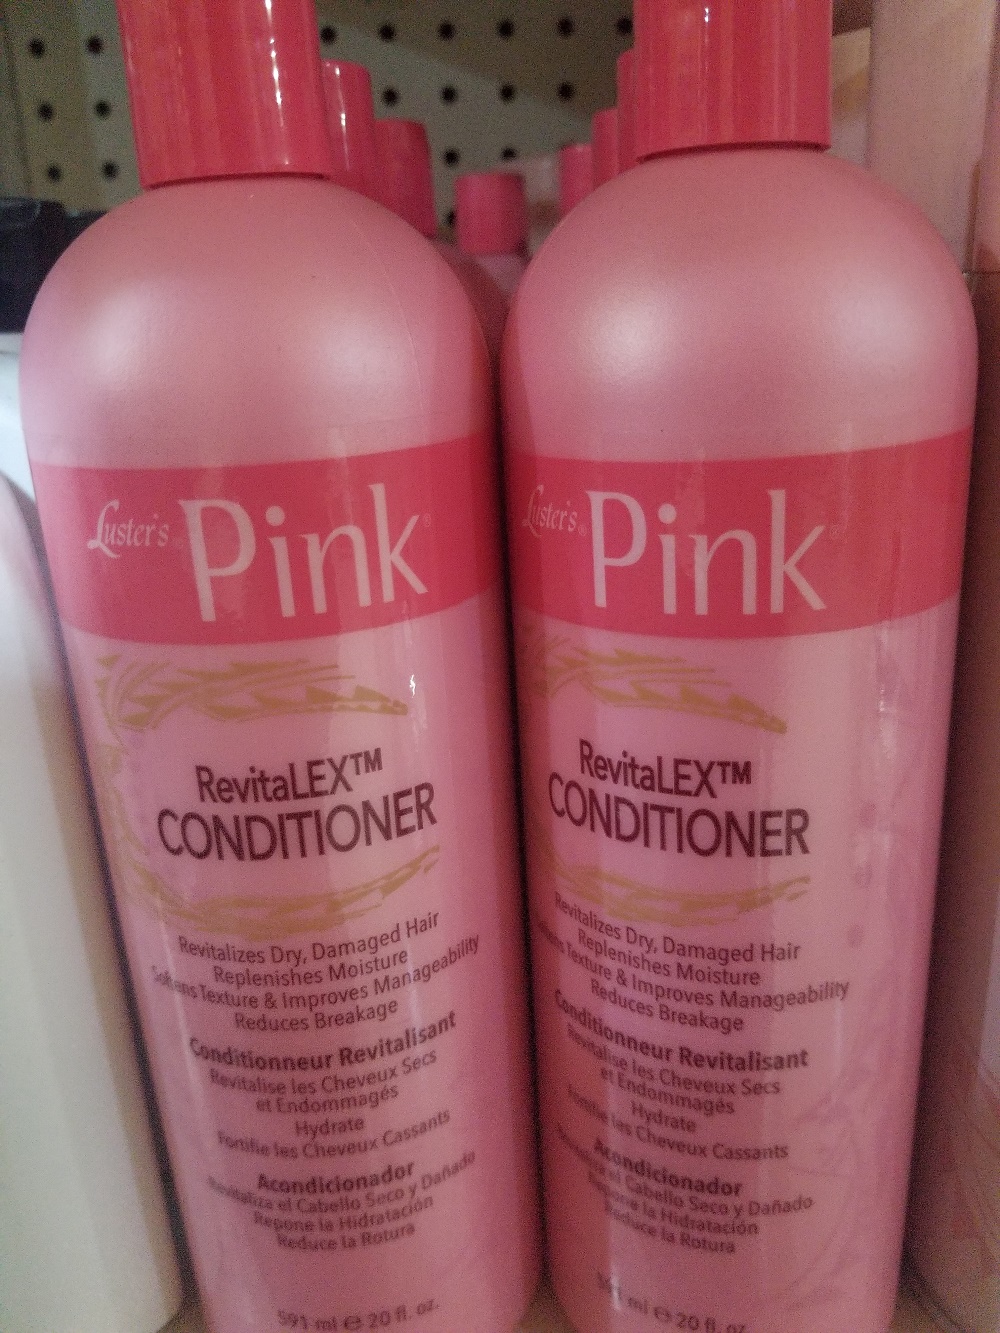 Luster's® Pink®
RevitaLEX™
CONDITIONER
Revitalizes Dry, Damaged Hair
Replenishes Moisture
Softens Texture & Improves Manageability
Reduces Breakage
Conditionneur Revitalisant
Revitalise les Cheveux Secs
et Endommagés
Hydrate
Fortifie les Cheveux Cassants
Acondicionador
Revitaliza el Cabello Seco y Dañado
Repone la Hidratación
Reduce la Rotura
591 ml ℮ 20 fl. oz.
Luster's® Pink®
RevitaLEX™
CONDITIONER
Revitalizes Dry, Damaged Hair
Replenishes Moisture
Softens Texture & Improves Manageability
Reduces Breakage
Conditionneur Revitalisant
Revitalise les Cheveux Secs
et Endommagés
Hydrate
Fortifie les Cheveux Cassants
Acondicionador
Revitaliza el Cabello Seco y Dañado
Repone la Hidratación
Reduce la Rotura
591 ml ℮ 20 fl. oz.